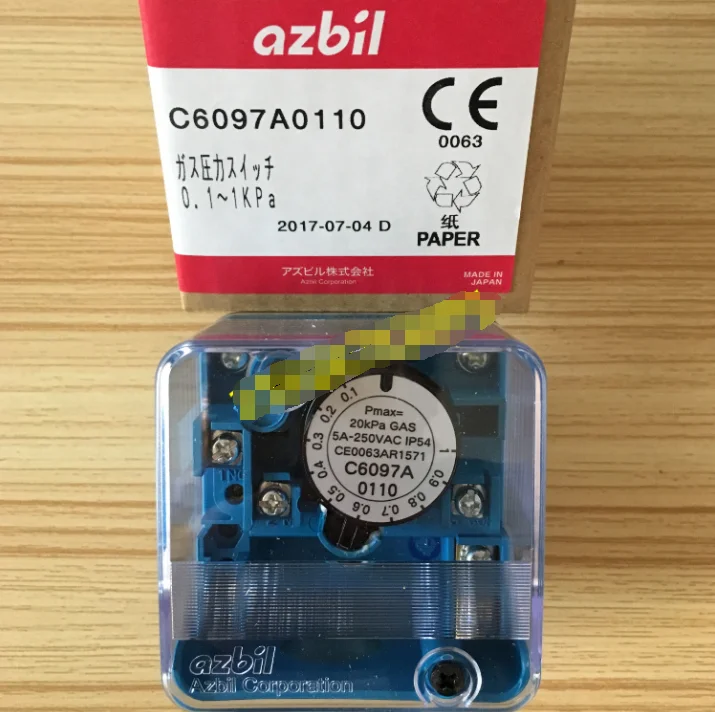 azbil
C6097A0110
CE
0063
ガス圧力スイッチ
0.1~1KPa
2017-07-04 D
纸
PAPER
アズビル株式会社
Azbil Corporation
MADE IN
JAPAN
0.1 0.2 0.3 0.4 0.5 0.6 0.7 0.8 0.9 1
Pmax=
20kPa GAS
5A-250VAC IP54
CE0063AR1571
C6097A
0110
azbil
Azbil Corporation